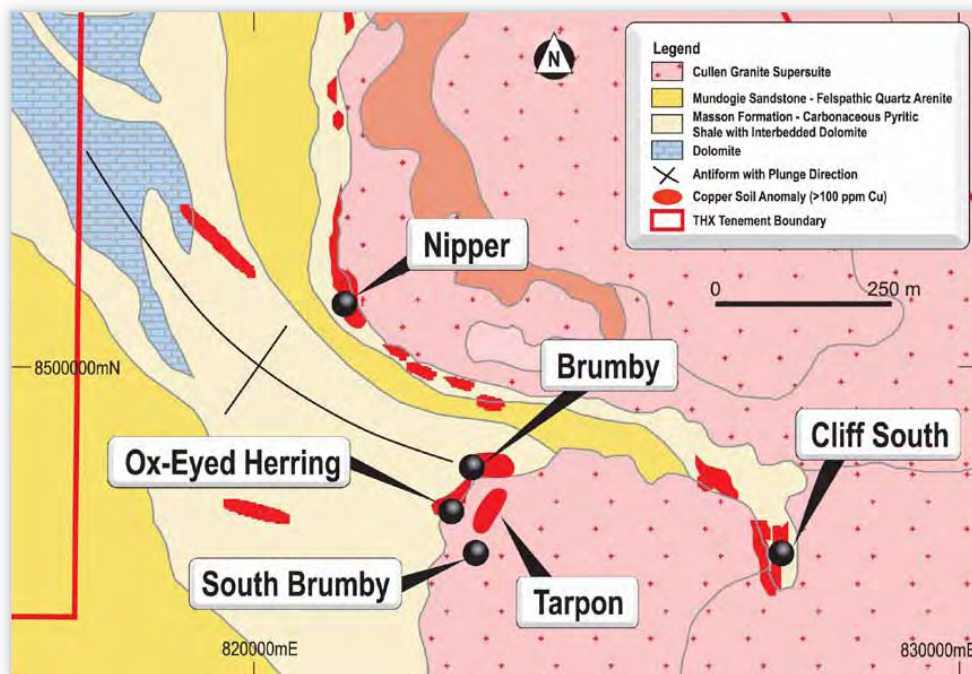 N
Legend
Cullen Granite Supersuite
Mundogie Sandstone - Felspathic Quartz Arenite
Masson Formation - Carbonaceous Pyritic
Shale with Interbedded Dolomite
Dolomite
Antiform with Plunge Direction
Copper Soil Anomaly (>100 ppm Cu)
THX Tenement Boundary
Nipper
0 250 m
8500000mN
Brumby
Ox-Eyed Herring
Cliff South
South Brumby
Tarpon
820000mE
830000mE